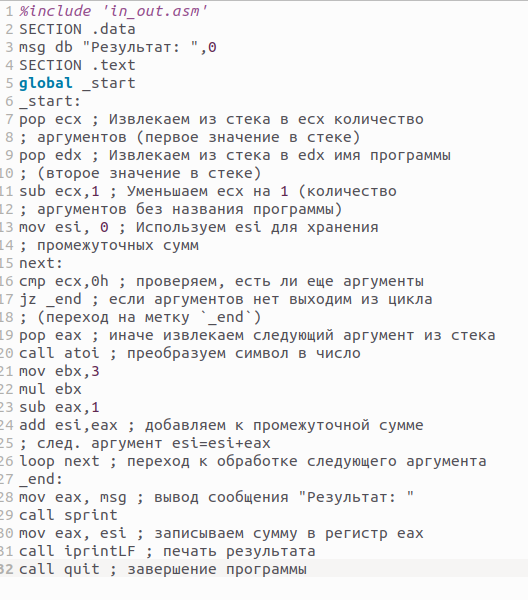 1 %include 'in_out.asm'
2 SECTION .data
3 msg db "Результат: ",0
4 SECTION .text
5 global _start
6 _start:
7 pop ecx ; Извлекаем из стека в ecx количество
8 ; аргументов (первое значение в стеке)
9 pop edx ; Извлекаем из стека в edx имя программы
10 ; (второе значение в стеке)
11 sub ecx,1 ; Уменьшаем ecx на 1 (количество
12 ; аргументов без названия программы)
13 mov esi, 0 ; Используем esi для хранения
14 ; промежуточных сумм
15 next:
16 cmp ecx,0h ; проверяем, есть ли еще аргументы
17 jz _end ; если аргументов нет выходим из цикла
18 ; (переход на метку `_end`)
19 pop eax ; иначе извлекаем следующий аргумент из стека
20 call atoi ; преобразуем символ в число
21 mov ebx,3
22 mul ebx
23 sub eax,1
24 add esi,eax ; добавляем к промежуточной сумме
25 ; след. аргумент esi=esi+eax
26 loop next ; переход к обработке следующего аргумента
27 _end:
28 mov eax, msg ; вывод сообщения "Результат: "
29 call sprint
30 mov eax, esi ; записываем сумму в регистр eax
31 call iprintLF ; печать результата
32 call quit ; завершение программы